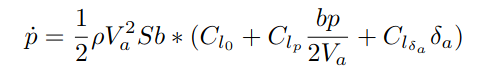 ṗ = 1/2 ρV_a^2 Sb * (C_{l_0} + C_{l_p} bp/2V_a + C_{l_{δ_a}} δ_a)